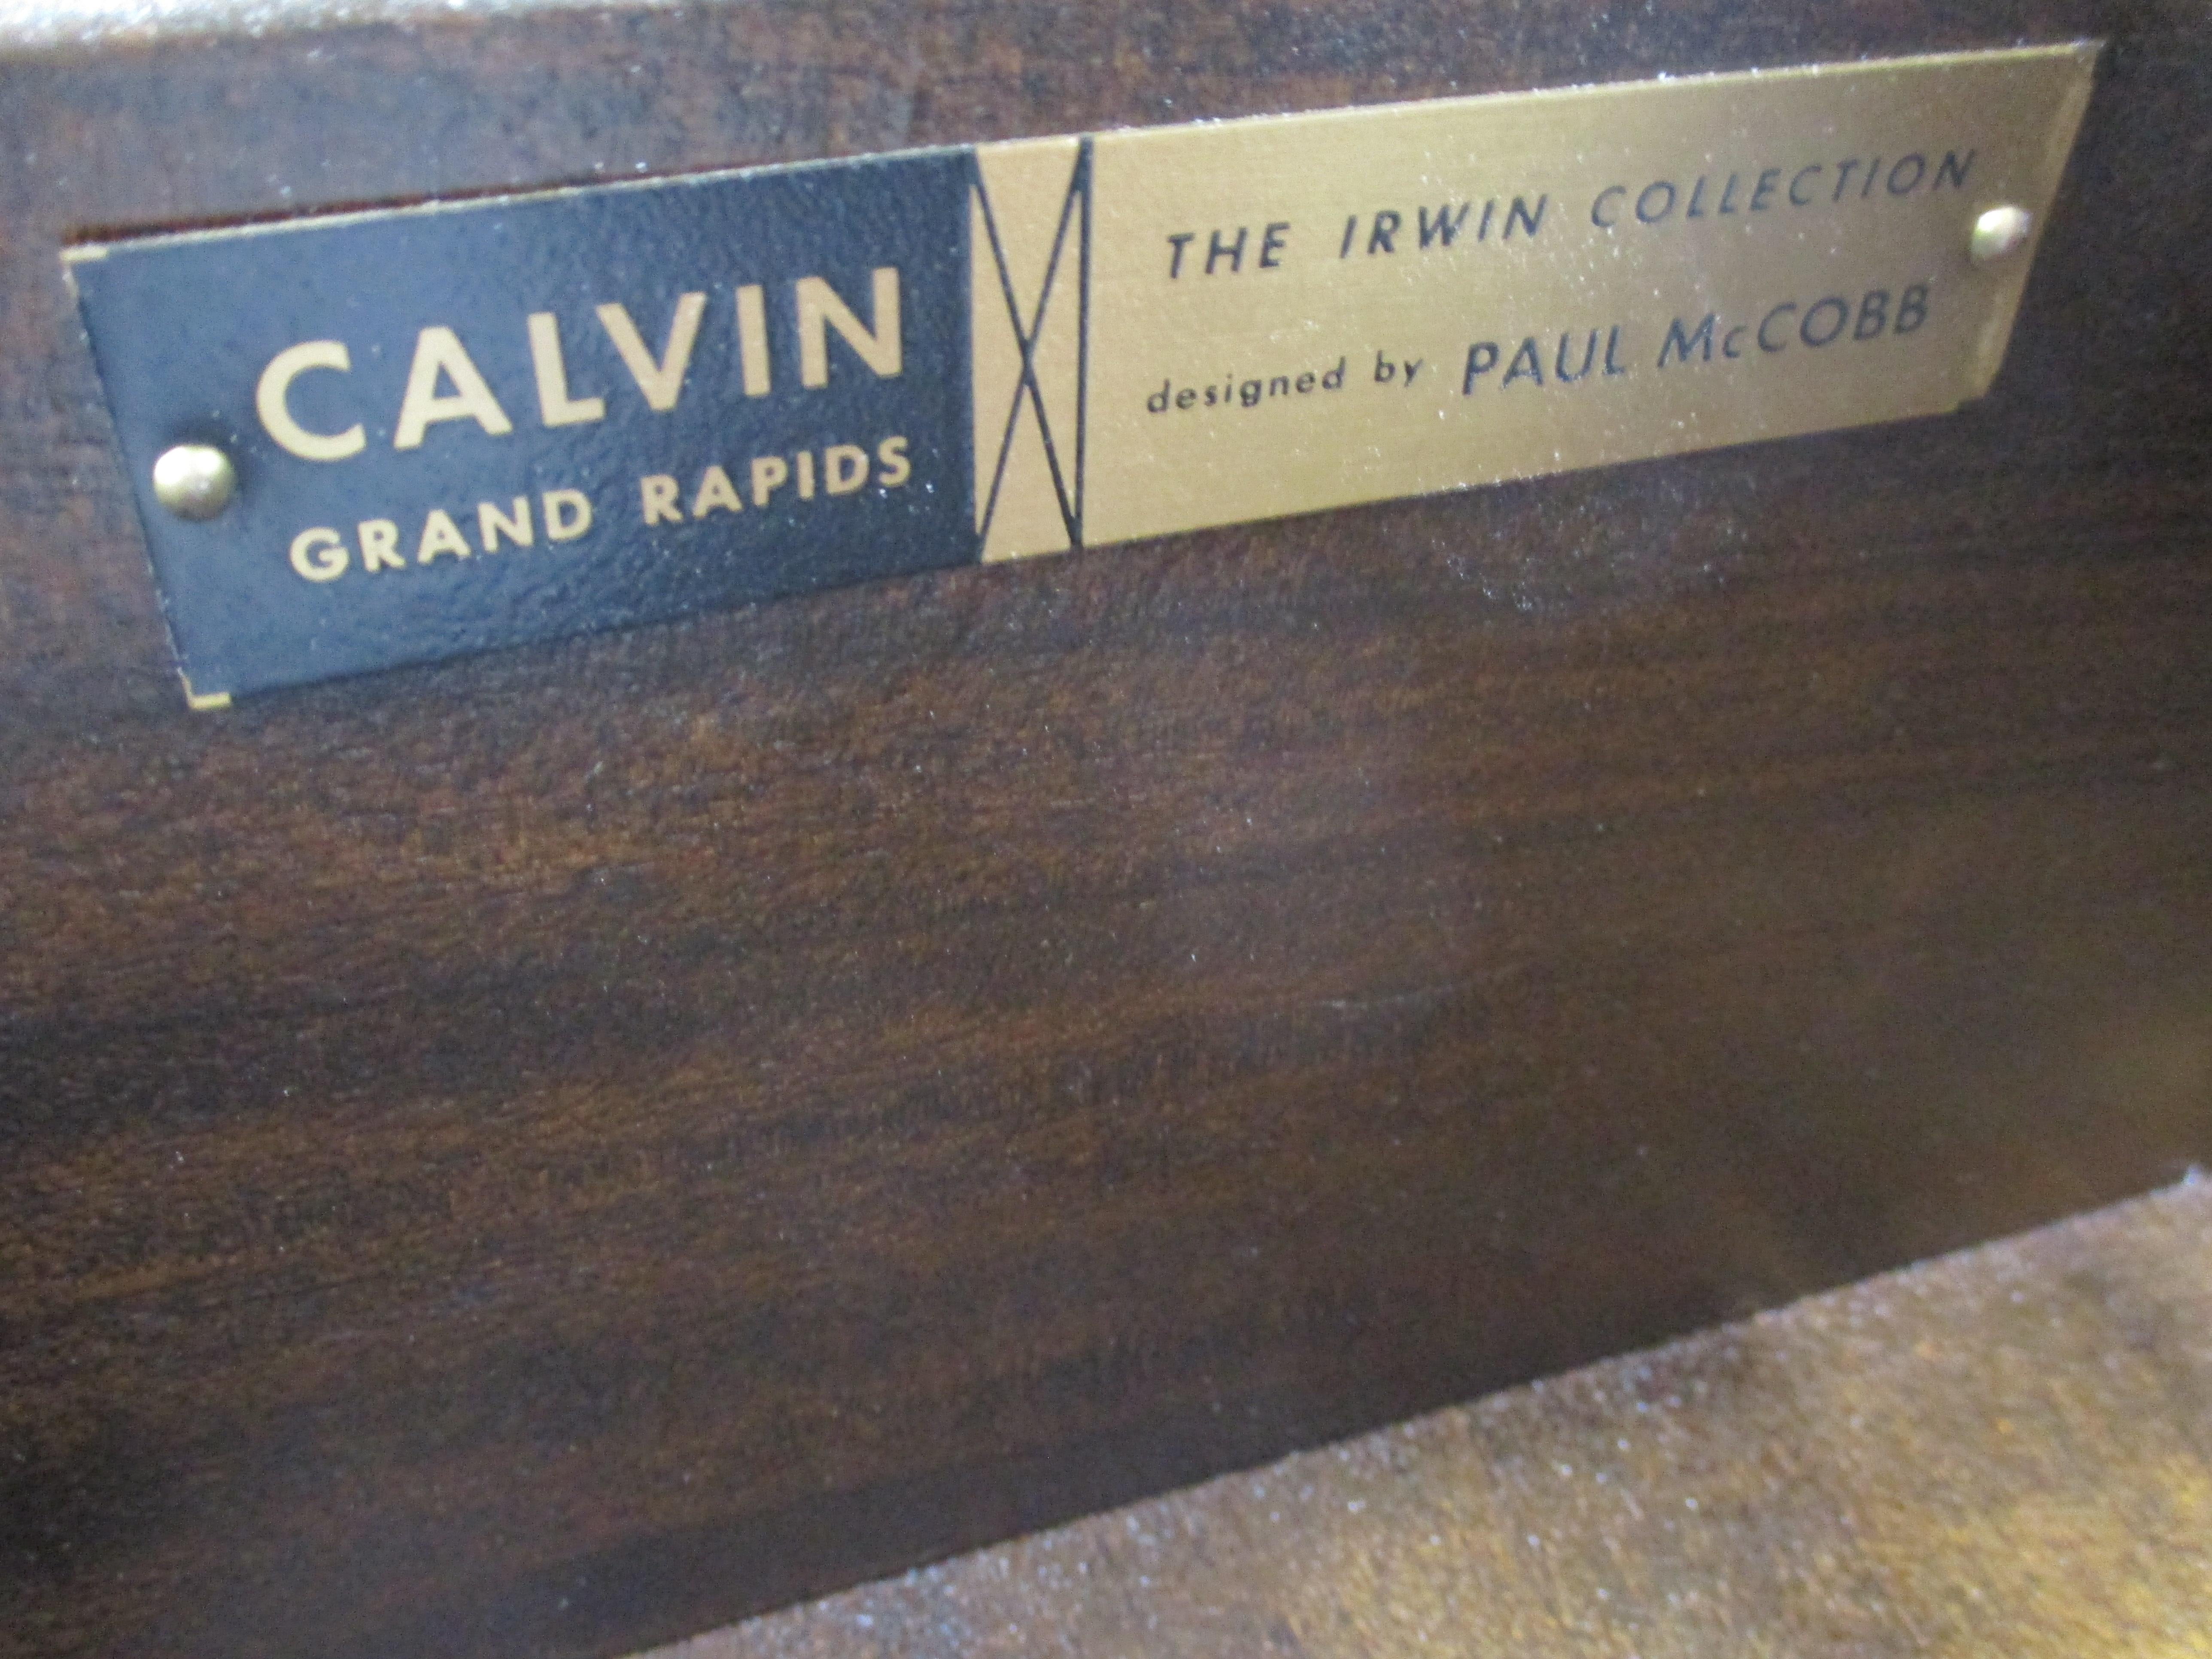 CALVIN
GRAND RAPIDS
THE IRWIN COLLECTION
designed by PAUL McCOBB